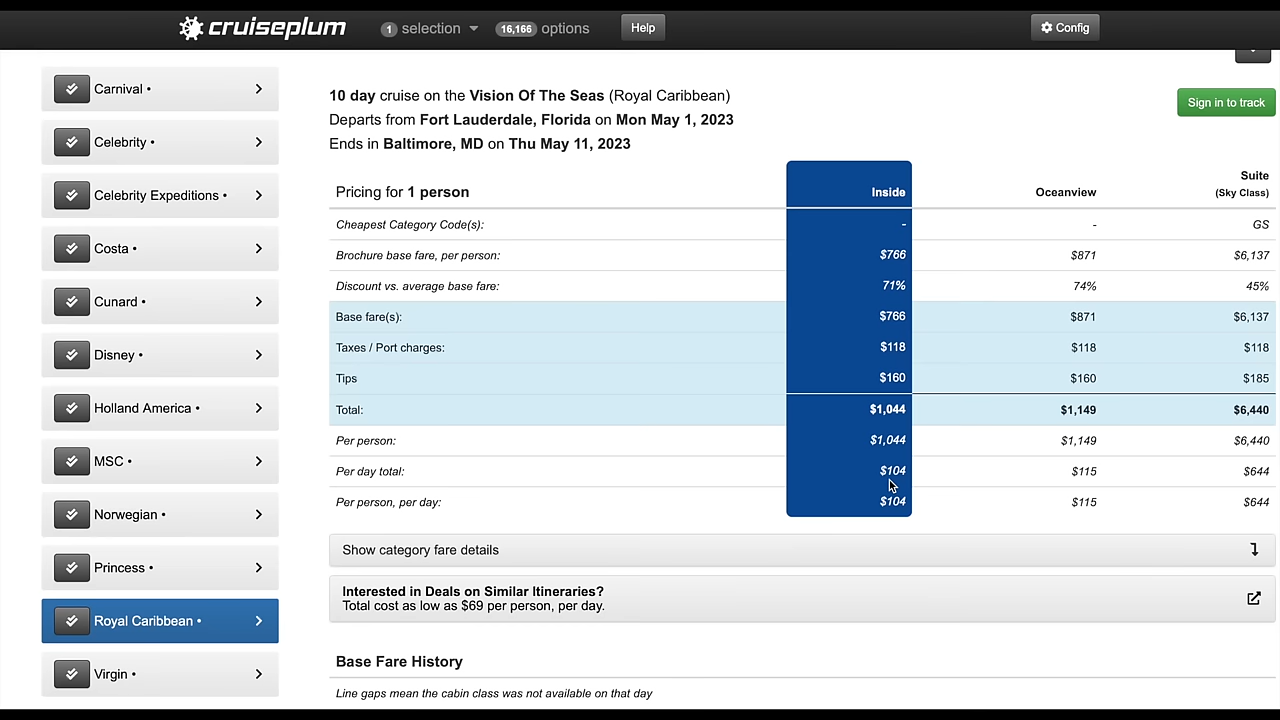 cruiseplum 1 selection 16,166 options Help Config
Carnival •
Celebrity •
Celebrity Expeditions •
Costa •
Cunard •
Disney •
Holland America •
MSC •
Norwegian •
Princess •
Royal Caribbean •
Virgin •
10 day cruise on the Vision Of The Seas (Royal Caribbean)
Departs from Fort Lauderdale, Florida on Mon May 1, 2023
Ends in Baltimore, MD on Thu May 11, 2023
Sign in to track
Pricing for 1 person Inside Oceanview Suite (Sky Class)
Cheapest Category Code(s): - - GS
Brochure base fare, per person: $766 $871 $6,137
Discount vs. average base fare: 71% 74% 45%
Base fare(s): $766 $871 $6,137
Taxes / Port charges: $118 $118 $118
Tips $160 $160 $185
Total: $1,044 $1,149 $6,440
Per person: $1,044 $1,149 $6,440
Per day total: $104 $115 $644
Per person, per day: $104 $115 $644
Show category fare details
Interested in Deals on Similar Itineraries?
Total cost as low as $69 per person, per day.
Base Fare History
Line gaps mean the cabin class was not available on that day